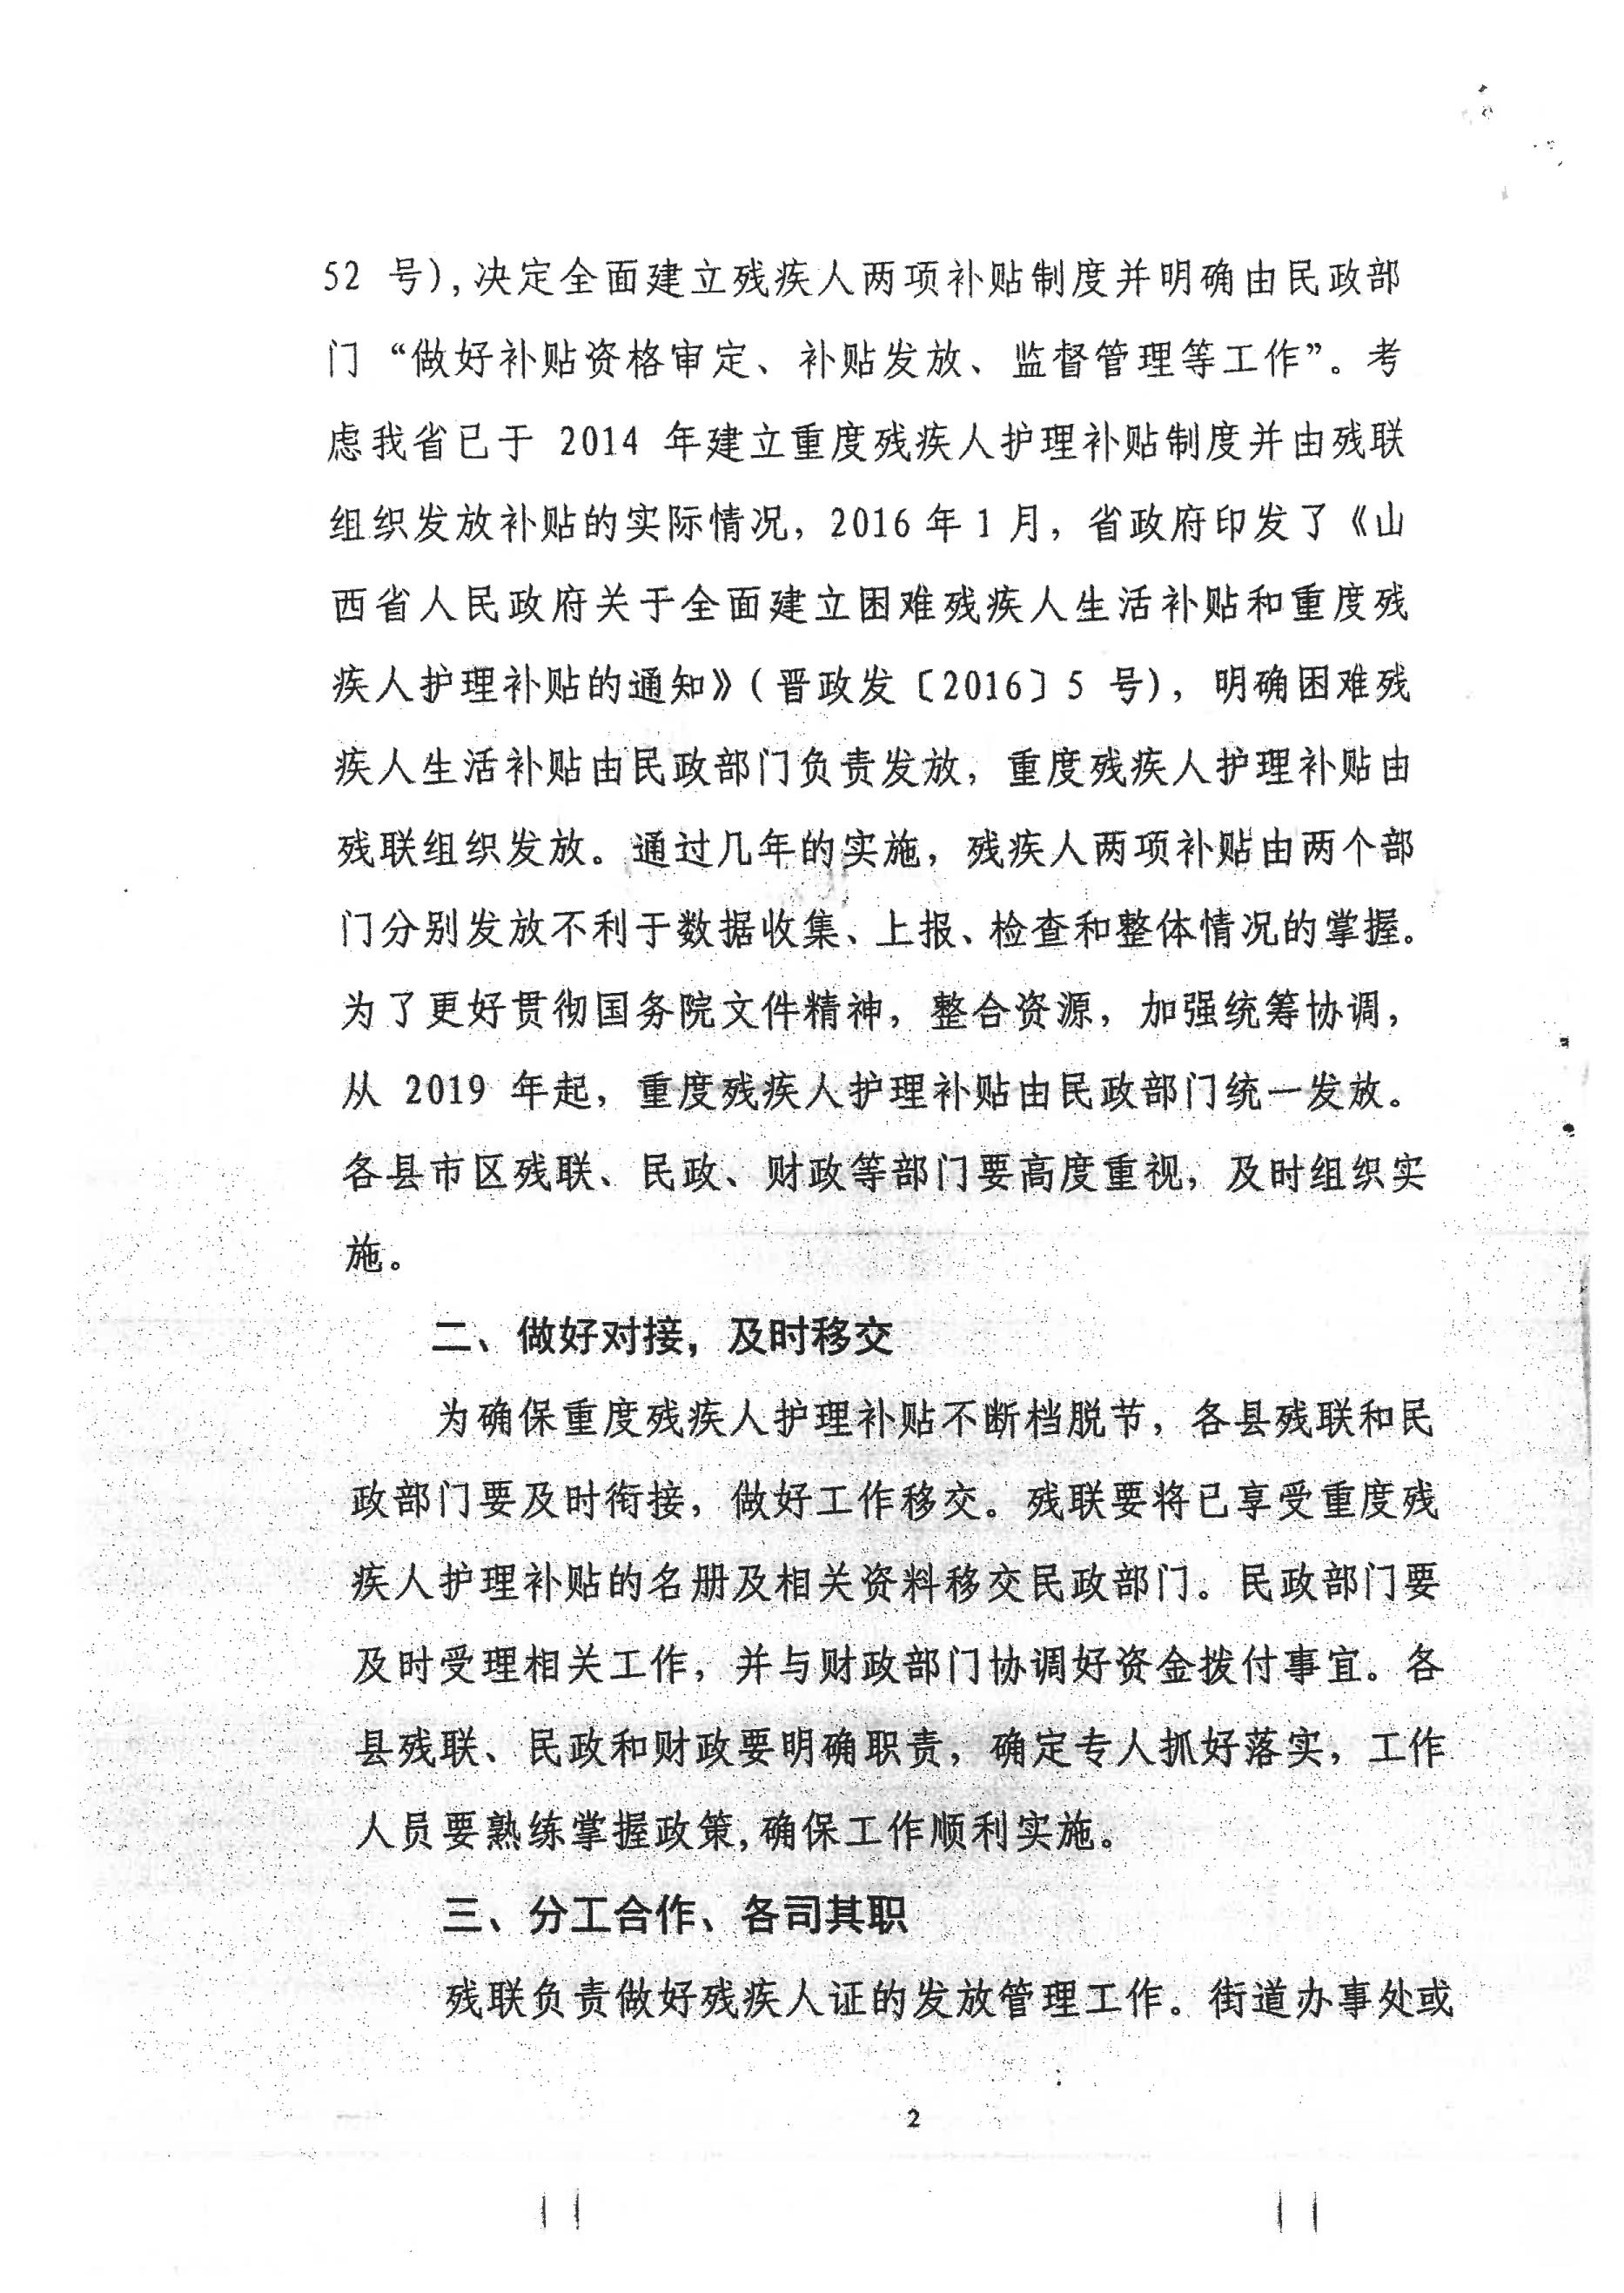 52 号),决定全面建立残疾人两项补贴制度并明确由民政部
门“做好补贴资格审定、补贴发放、监督管理等工作”。考
虑我省已于 2014 年建立重度残疾人护理补贴制度并由残联
组织发放补贴的实际情况，2016 年 1 月，省政府印发了《山
西省人民政府关于全面建立困难残疾人生活补贴和重度残
疾人护理补贴的通知》(晋政发〔2016〕5 号)，明确困难残
疾人生活补贴由民政部门负责发放，重度残疾人护理补贴由
残联组织发放。通过几年的实施，残疾人两项补贴由两个部
门分别发放不利于数据收集、上报、检查和整体情况的掌握。
为了更好贯彻国务院文件精神，整合资源，加强统筹协调，
从 2019 年起，重度残疾人护理补贴由民政部门统一发放。
各县市区残联、民政、财政等部门要高度重视，及时组织实
施。
二、做好对接，及时移交
为确保重度残疾人护理补贴不断档脱节，各县残联和民
政部门要及时衔接，做好工作移交。残联要将已享受重度残
疾人护理补贴的名册及相关资料移交民政部门。民政部门要
及时受理相关工作，并与财政部门协调好资金拨付事宜。各
县残联、民政和财政要明确职责，确定专人抓好落实，工作
人员要熟练掌握政策,确保工作顺利实施。
三、分工合作、各司其职
残联负责做好残疾人证的发放管理工作。街道办事处或
2